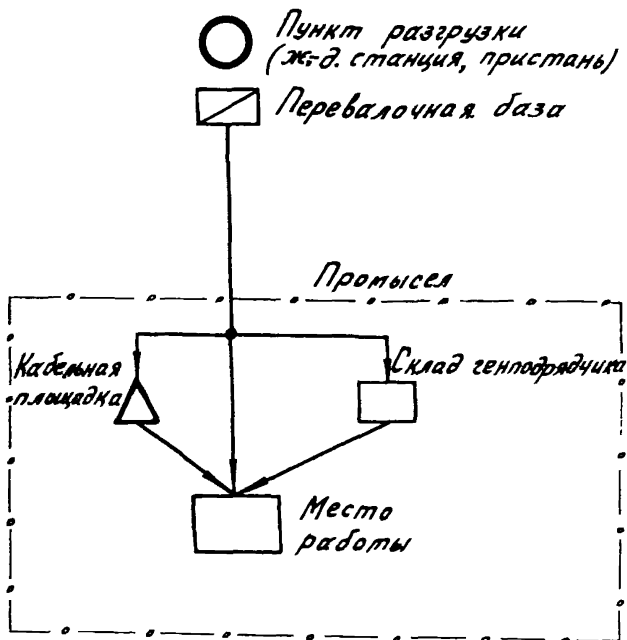 Пункт разгрузки
(ж.-д. станция, пристань)
Перевалочная база
Промысел
Кабельная
площадка
Склад генподрядчика
Место
работы